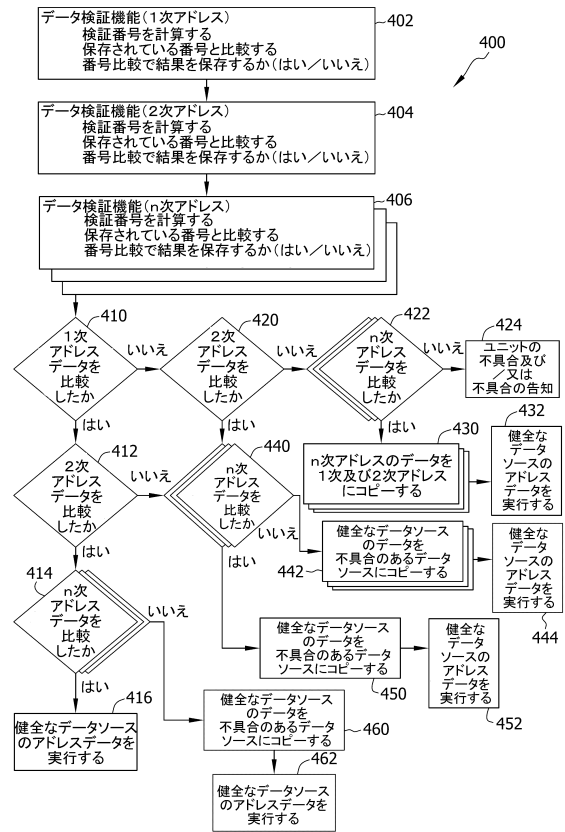 データ検証機能（１次アドレス）
検証番号を計算する
保存されている番号と比較する
番号比較で結果を保存するか（はい／いいえ）
402
400
データ検証機能（２次アドレス）
検証番号を計算する
保存されている番号と比較する
番号比較で結果を保存するか（はい／いいえ）
404
データ検証機能（n次アドレス）
検証番号を計算する
保存されている番号と比較する
番号比較で結果を保存するか（はい／いいえ）
406
410
１次
アドレス
データを
比較
したか
いいえ
はい
420
２次
アドレス
データを
比較
したか
いいえ
はい
422
n次
アドレス
データを
比較
したか
いいえ
はい
424
ユニットの
不具合及び
／又は
不具合の告知
412
２次
アドレス
データを
比較
したか
いいえ
はい
440
n次
アドレス
データを
比較
したか
いいえ
はい
430
n次アドレスのデータを
１次及び２次アドレス
にコピーする
432
健全な
データ
ソースの
アドレス
データを
実行する
442
健全なデータソース
のデータを
不具合のあるデータ
ソースにコピーする
444
健全な
データ
ソースの
アドレス
データを
実行する
414
n次
アドレス
データを
比較
したか
いいえ
はい
450
健全なデータソース
のデータを
不具合のあるデータ
ソースにコピーする
452
健全な
データ
ソースの
アドレス
データを
実行する
416
健全なデータソース
のアドレスデータを
実行する
460
健全なデータソース
のデータを
不具合のあるデータ
ソースにコピーする
462
健全なデータソース
のアドレスデータを
実行する